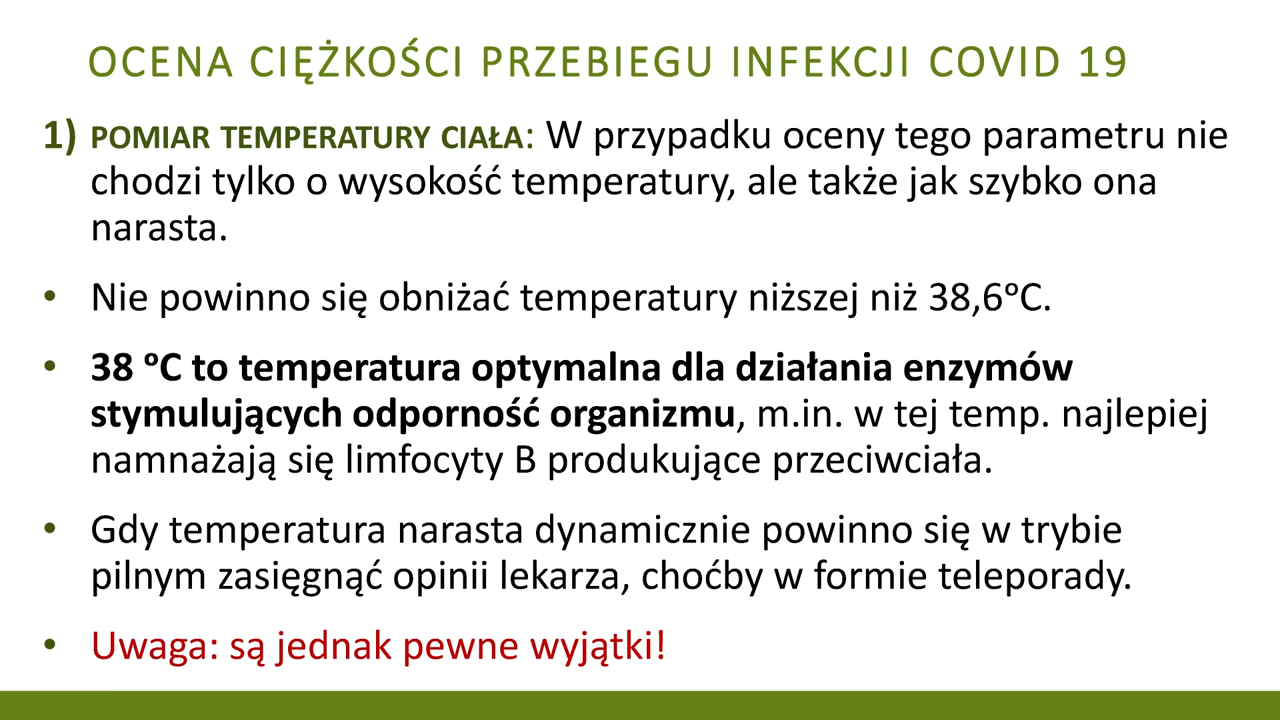 OCENA CIĘŻKOŚCI PRZEBIEGU INFEKCJI COVID 19
1) POMIAR TEMPERATURY CIAŁA: W przypadku oceny tego parametru nie
chodzi tylko o wysokość temperatury, ale także jak szybko ona
narasta.
• Nie powinno się obniżać temperatury niższej niż 38,6°C.
• 38 °C to temperatura optymalna dla działania enzymów
stymulujących odporność organizmu, m.in. w tej temp. najlepiej
namnażają się limfocyty B produkujące przeciwciała.
• Gdy temperatura narasta dynamicznie powinno się w trybie
pilnym zasięgnąć opinii lekarza, choćby w formie teleporady.
• Uwaga: są jednak pewne wyjątki!